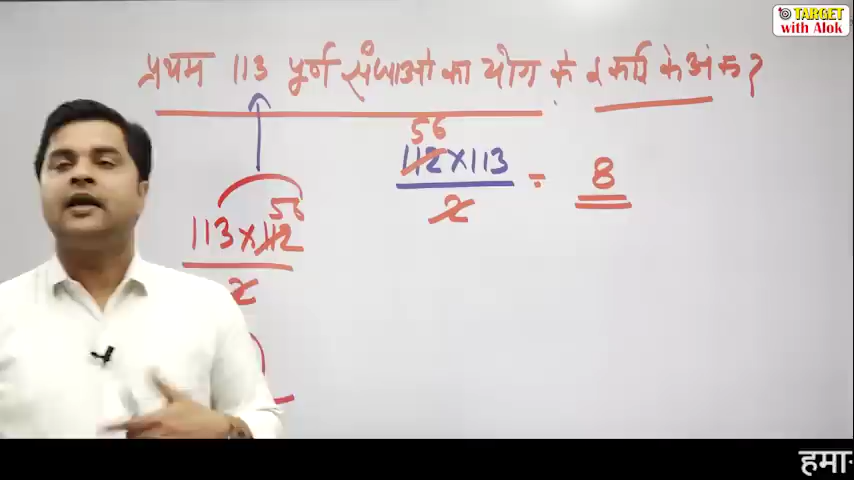 TARGET
with Alok
प्रथम 113 पूर्ण संख्याओ का योग के इकाई के अंक ?
56
112×113
2
= 8
56
113×112
2
हमा